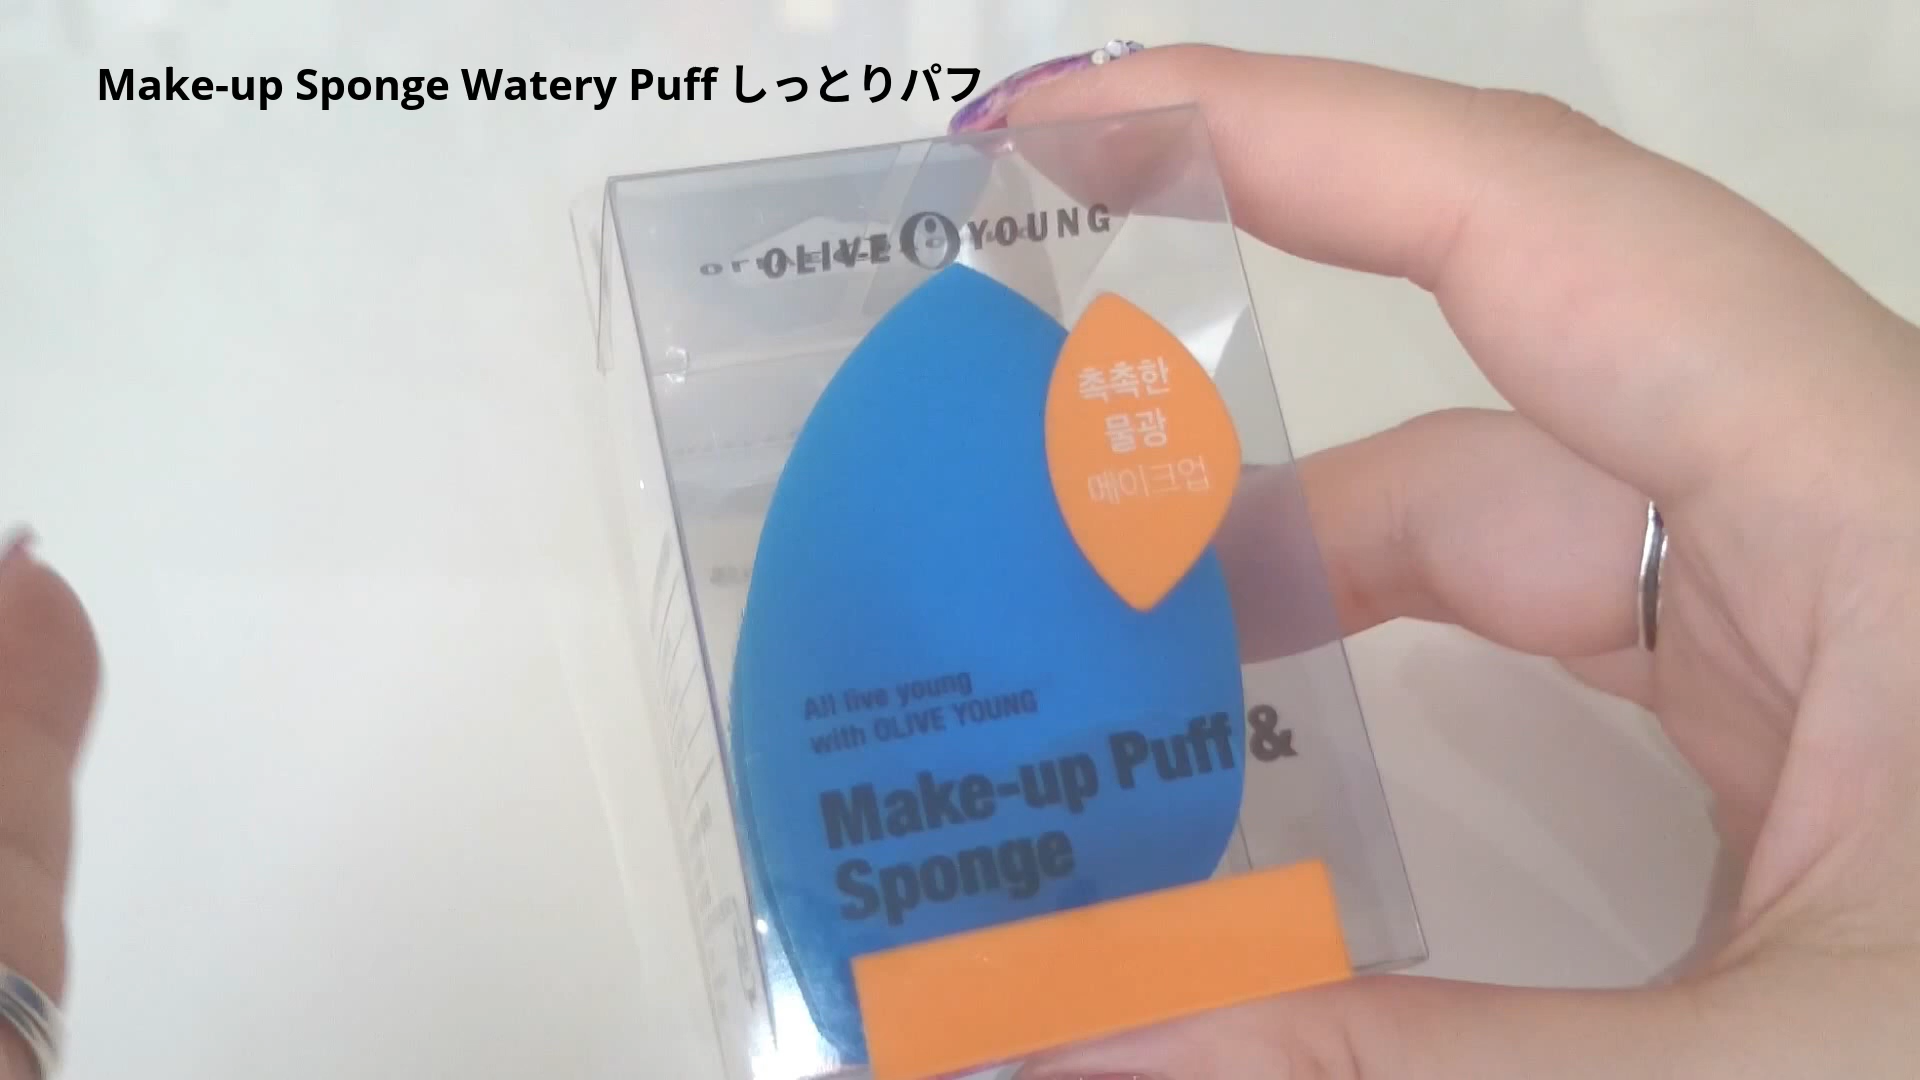 Make-up Sponge Watery Puff しっとりパフ
OLIVE YOUNG
촉촉한
물광
메이크업
All live young
with OLIVE YOUNG
Make-up Puff &
Sponge